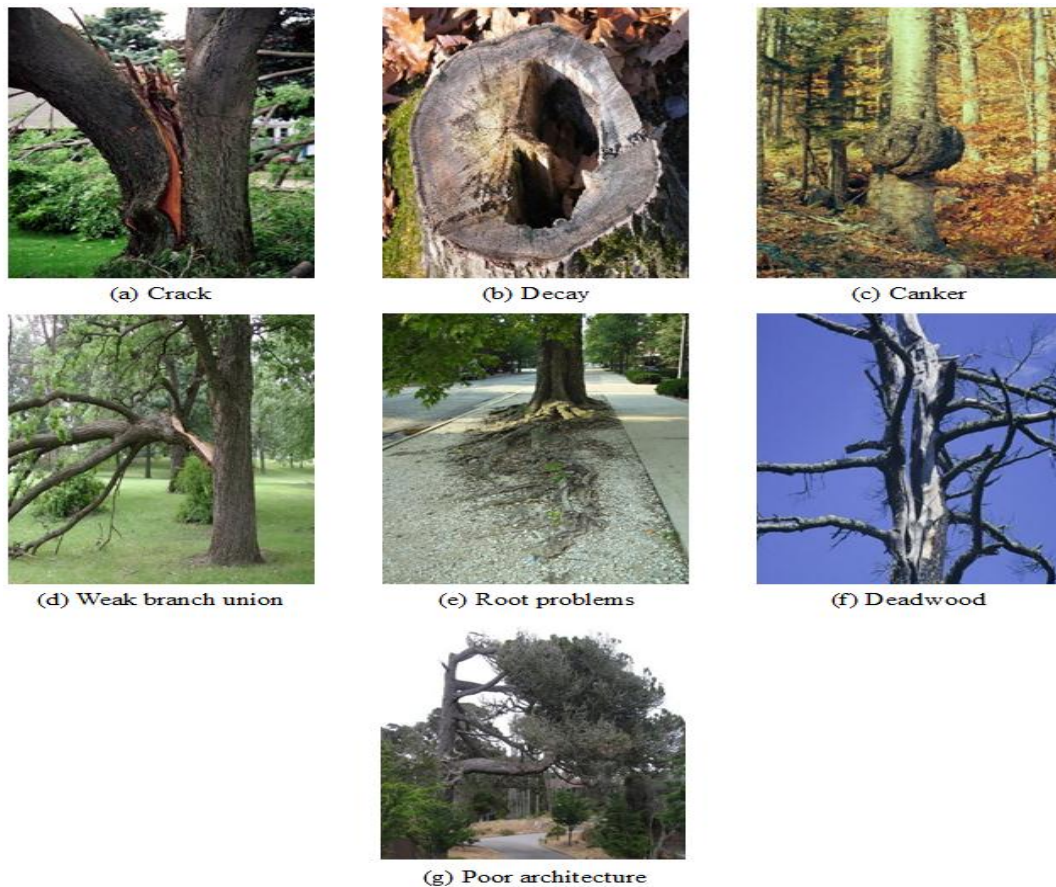 (a) Crack
(b) Decay
(c) Canker
(d) Weak branch union
(e) Root problems
(f) Deadwood
(g) Poor architecture